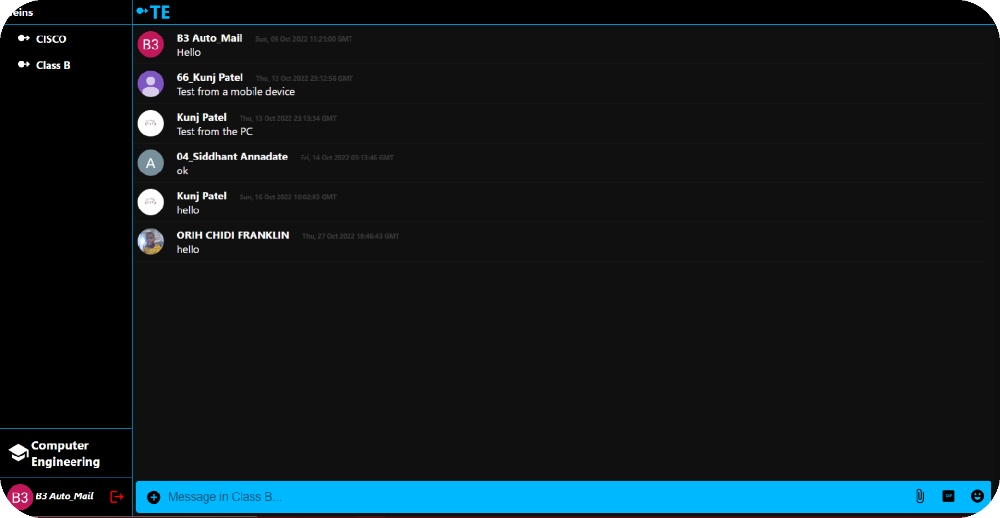 eins
CISCO
Class B
Computer
Engineering
B3
B3 Auto_Mail
TE
B3
B3 Auto_Mail Sun, 09 Oct 2022 11:21:00 GMT
Hello
66_Kunj Patel Thu, 13 Oct 2022 23:12:56 GMT
Test from a mobile device
Kunj Patel Thu, 13 Oct 2022 23:13:34 GMT
Test from the PC
A
04_Siddhant Annadate Fri, 14 Oct 2022 03:13:46 GMT
ok
Kunj Patel Sun, 16 Oct 2022 10:02:03 GMT
hello
ORIH CHIDI FRANKLIN Thu, 27 Oct 2022 10:46:43 GMT
hello
Message in Class B...
GIF